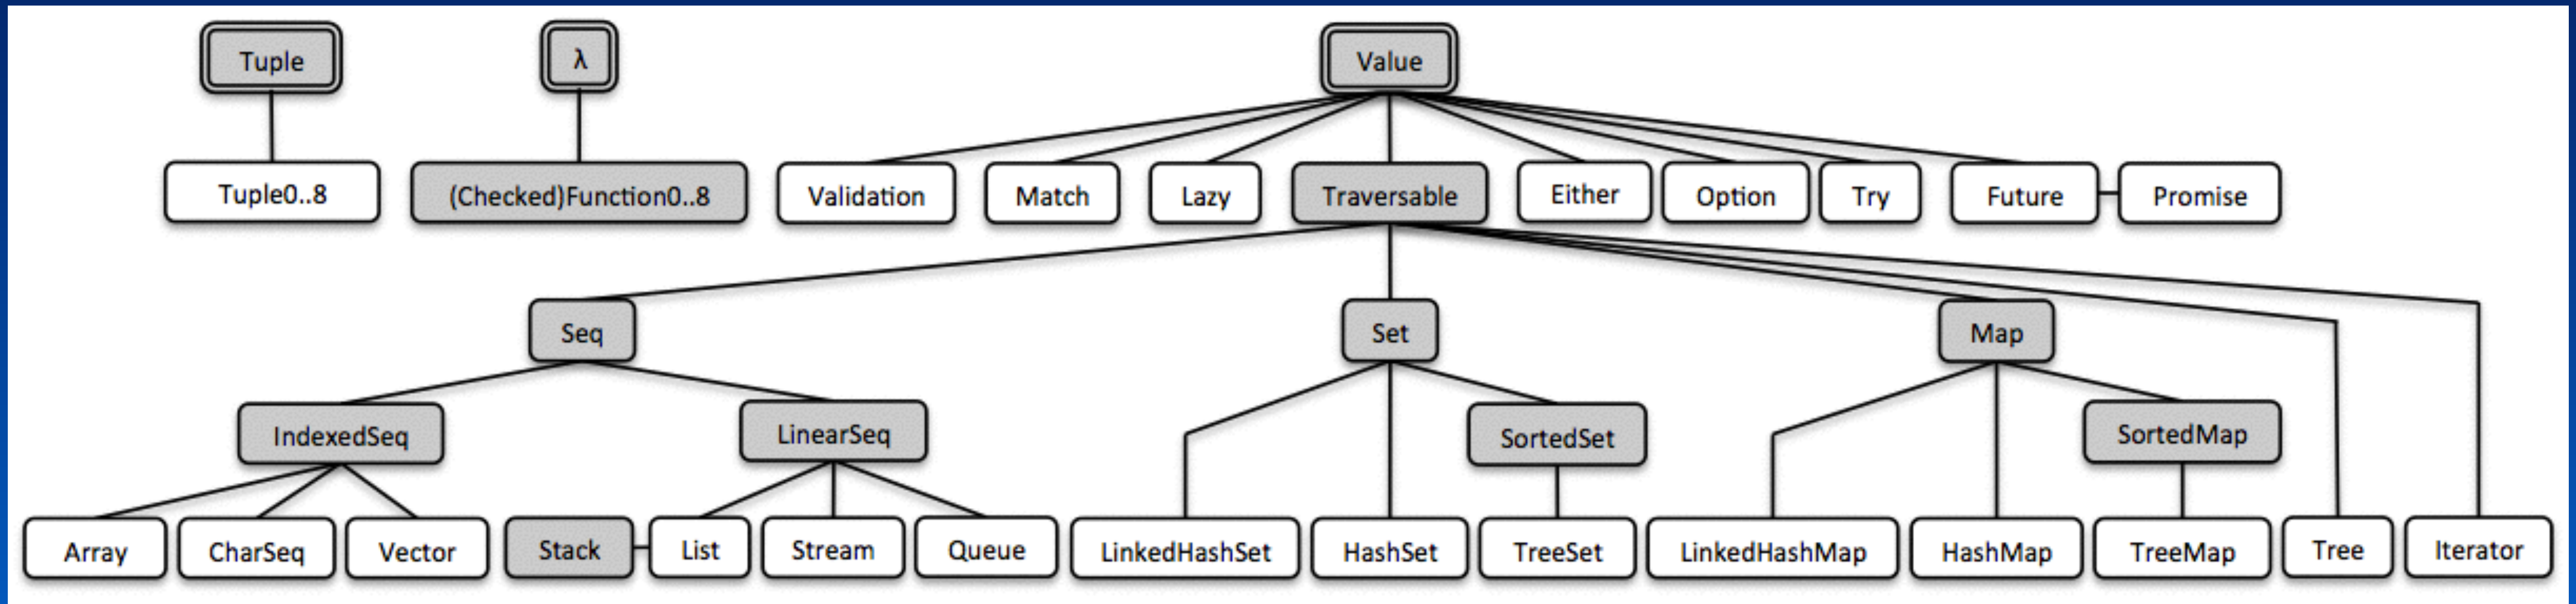 Tuple
λ
Value
Tuple0..8
(Checked)Function0..8
Validation
Match
Lazy
Traversable
Either
Option
Try
Future
Promise
Seq
Set
Map
IndexedSeq
LinearSeq
SortedSet
SortedMap
Array
CharSeq
Vector
Stack
List
Stream
Queue
LinkedHashSet
HashSet
TreeSet
LinkedHashMap
HashMap
TreeMap
Tree
Iterator